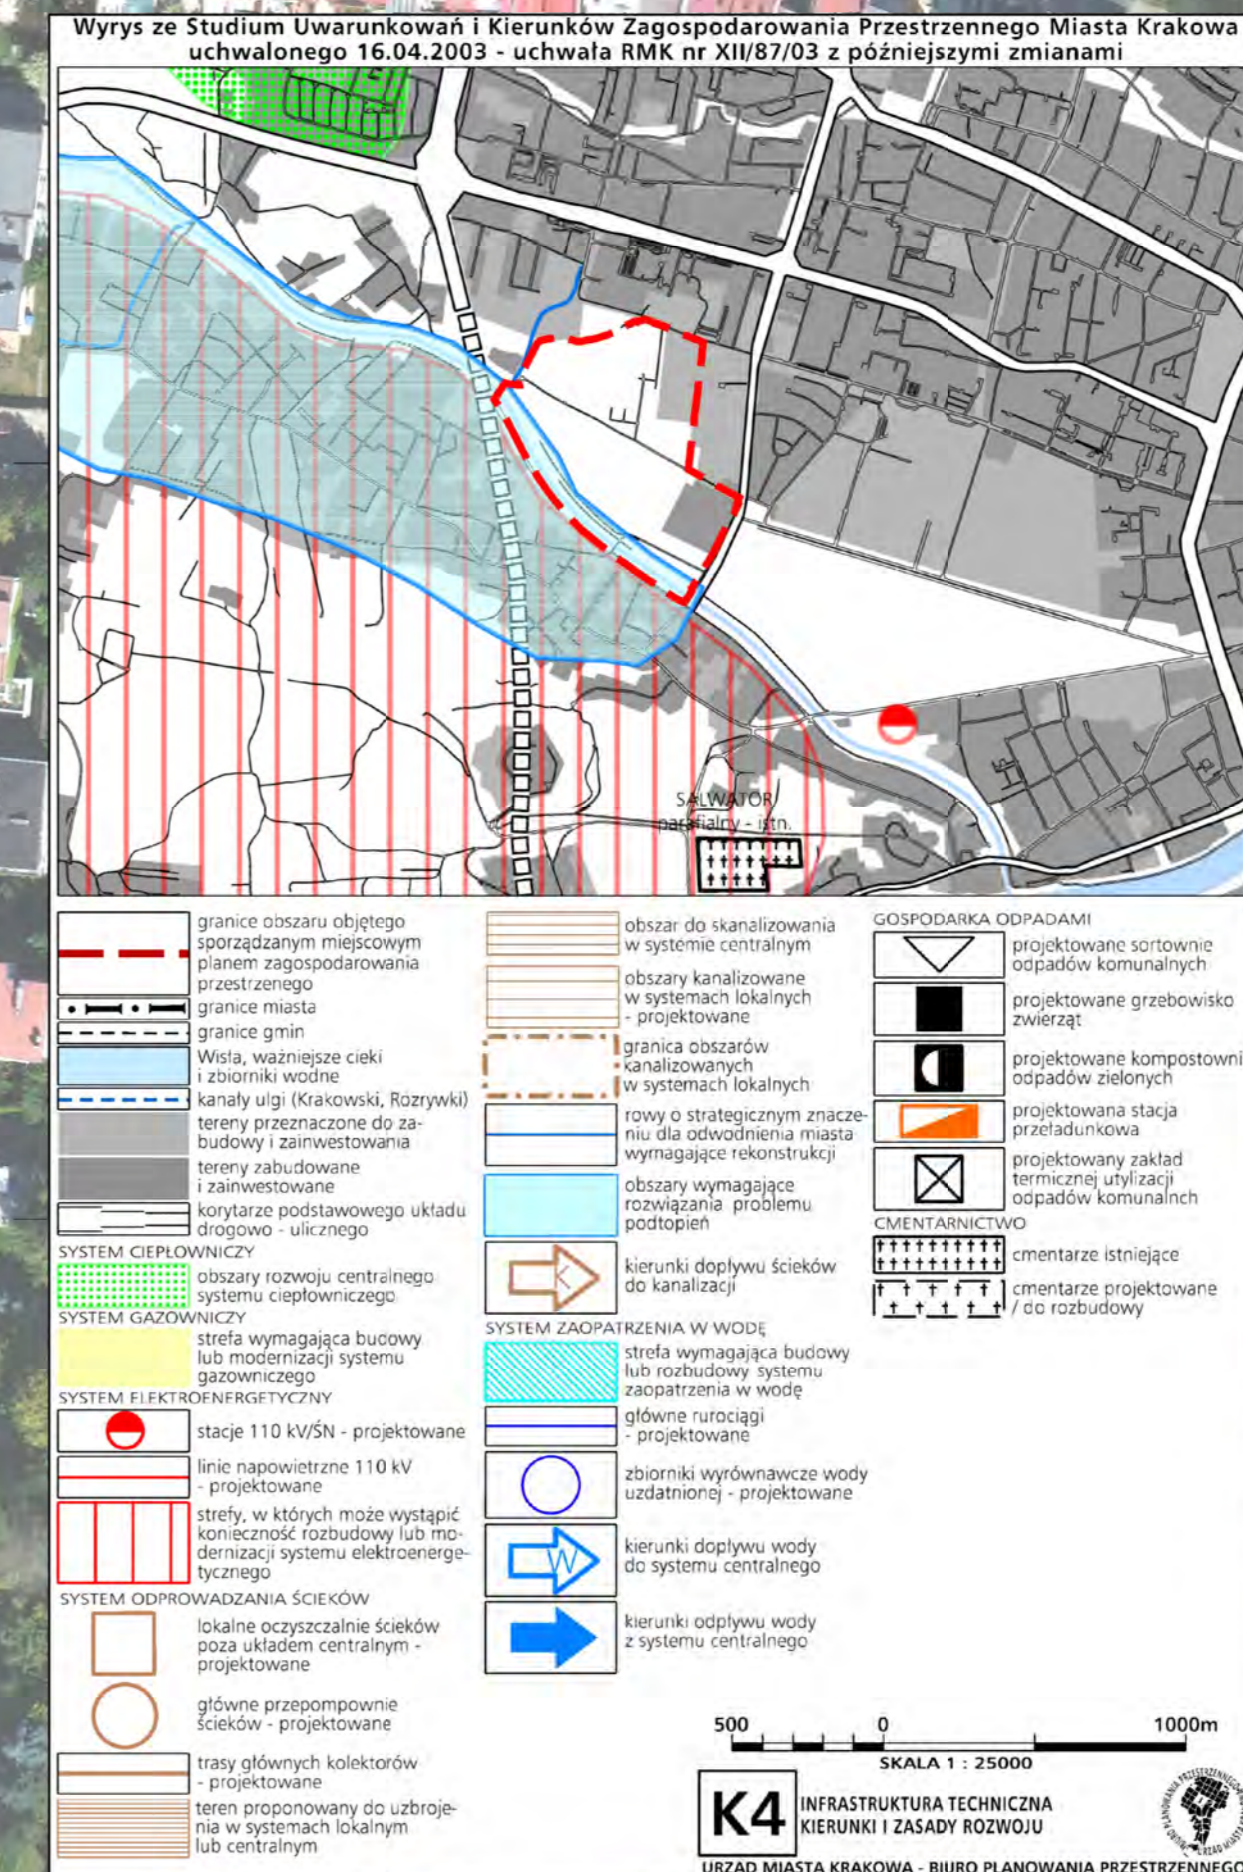 Wyrys ze Studium Uwarunkowań i Kierunków Zagospodarowania Przestrzennego Miasta Krakowa
uchwalonego 16.04.2003 - uchwała RMK nr XII/87/03 z późniejszymi zmianami
SALWATOR
parafialny - istn.
granice obszaru objętego
sporządzanym miejscowym
planem zagospodarowania
przestrzenego
granice miasta
granice gmin
Wisła, ważniejsze cieki
i zbiorniki wodne
kanały ulgi (Krakowski, Rozrywki)
tereny przeznaczone do za-
budowy i zainwestowania
tereny zabudowane
i zainwestowane
korytarze podstawowego układu
drogowo - ulicznego
SYSTEM CIEPŁOWNICZY
obszary rozwoju centralnego
systemu ciepłowniczego
SYSTEM GAZOWNICZY
strefa wymagająca budowy
lub modernizacji systemu
gazowniczego
SYSTEM ELEKTROENERGETYCZNY
stacje 110 kV/ŚN - projektowane
linie napowietrzne 110 kV
- projektowane
strefy, w których może wystąpić
konieczność rozbudowy lub mo-
dernizacji systemu elektroenerge-
tycznego
SYSTEM ODPROWADZANIA ŚCIEKÓW
lokalne oczyszczalnie ścieków
poza układem centralnym -
projektowane
główne przepompownie
ścieków - projektowane
trasy głównych kolektorów
- projektowane
teren proponowany do uzbroje-
nia w systemach lokalnym
lub centralnym
obszar do skanalizowania
w systemie centralnym
obszary kanalizowane
w systemach lokalnych
- projektowane
granica obszarów
kanalizowanych
w systemach lokalnych
rowy o strategicznym znacze-
niu dla odwodnienia miasta
wymagające rekonstrukcji
obszary wymagające
rozwiązania problemu
podtopień
K
kierunki dopływu ścieków
do kanalizacji
SYSTEM ZAOPATRZENIA W WODĘ
strefa wymagająca budowy
lub rozbudowy systemu
zaopatrzenia w wodę
główne rurociągi
- projektowane
zbiorniki wyrównawcze wody
uzdatnionej - projektowane
W
kierunki dopływu wody
do systemu centralnego
kierunki odpływu wody
z systemu centralnego
GOSPODARKA ODPADAMI
projektowane sortownie
odpadów komunalnych
projektowane grzebowisko
zwierząt
projektowane kompostowni
odpadów zielonych
projektowana stacja
przeładunkowa
projektowany zakład
termicznej utylizacji
odpadów komunalnch
CMENTARNICTWO
cmentarze istniejące
cmentarze projektowane
/ do rozbudowy
500 0 1000m
SKALA 1 : 25000
K4
INFRASTRUKTURA TECHNICZNA
KIERUNKI I ZASADY ROZWOJU
URZĄD MIASTA KRAKOWA - BIURO PLANOWANIA PRZESTRZENNEGO